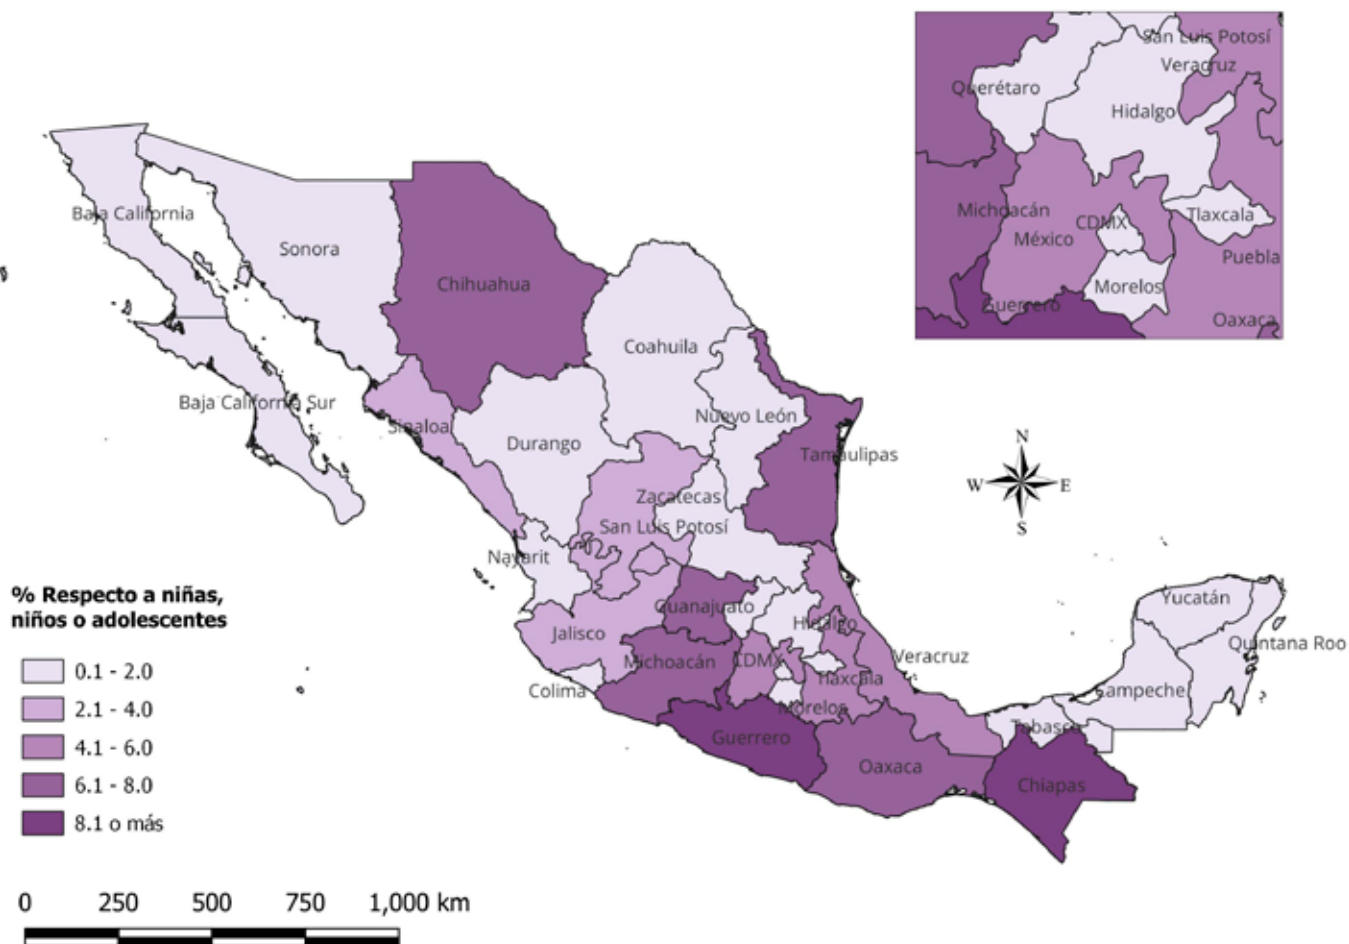 San Luis Potosí
Veracruz
Querétaro
Hidalgo
Michoacán
CDMX
Tlaxcala
México
Puebla
Morelos
Guerrero
Oaxaca
Baja California
Sonora
Chihuahua
Coahuila
Baja California Sur
Nuevo León
Sinaloa
Durango
Tamaulipas
Zacatecas
San Luis Potosí
Nayarit
N
W
E
S
% Respecto a niñas,
niños o adolescentes
0.1 - 2.0
2.1 - 4.0
4.1 - 6.0
6.1 - 8.0
8.1 o más
Guanajuato
Hidalgo
Jalisco
Michoacán
CDMX
Veracruz
Tlaxcala
Colima
Morelos
Guerrero
Oaxaca
Yucatán
Quintana Roo
Campeche
Tabasco
Chiapas
0 250 500 750 1,000 km